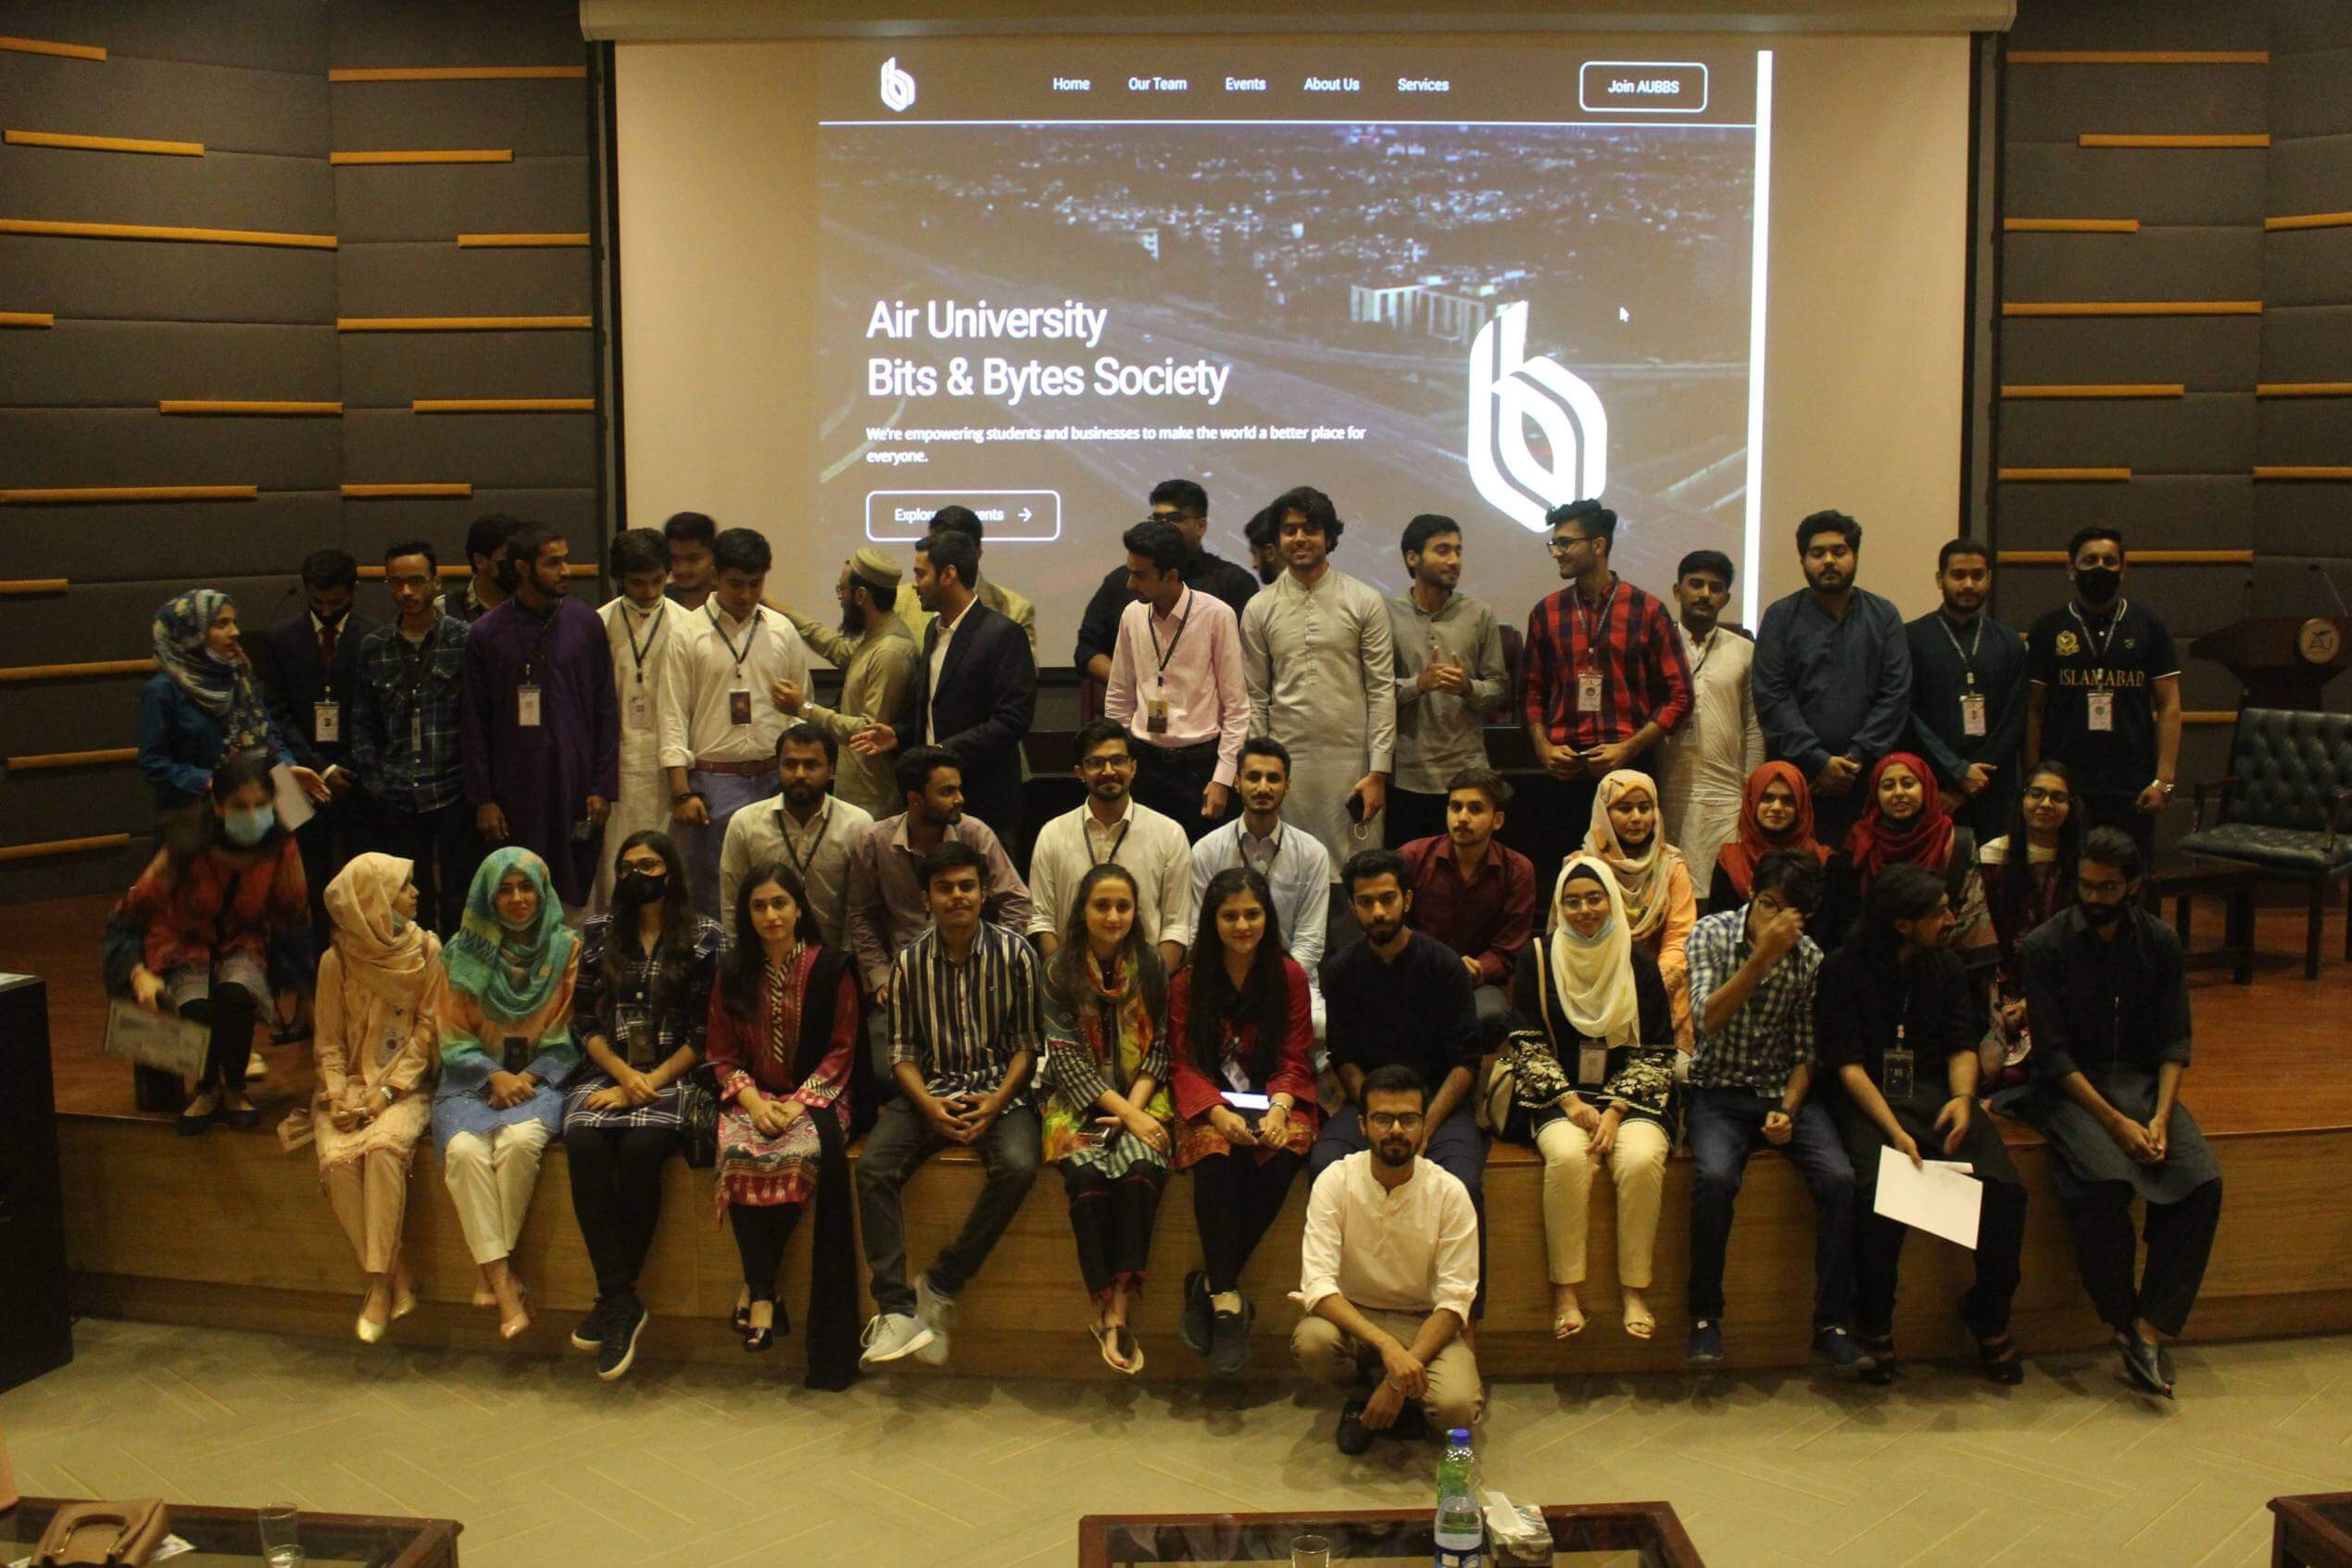 Home Our Team Events About Us Services Join AUBBS
Air University
Bits & Bytes Society
We're empowering students and businesses to make the world a better place for
everyone.
ISLAMABAD